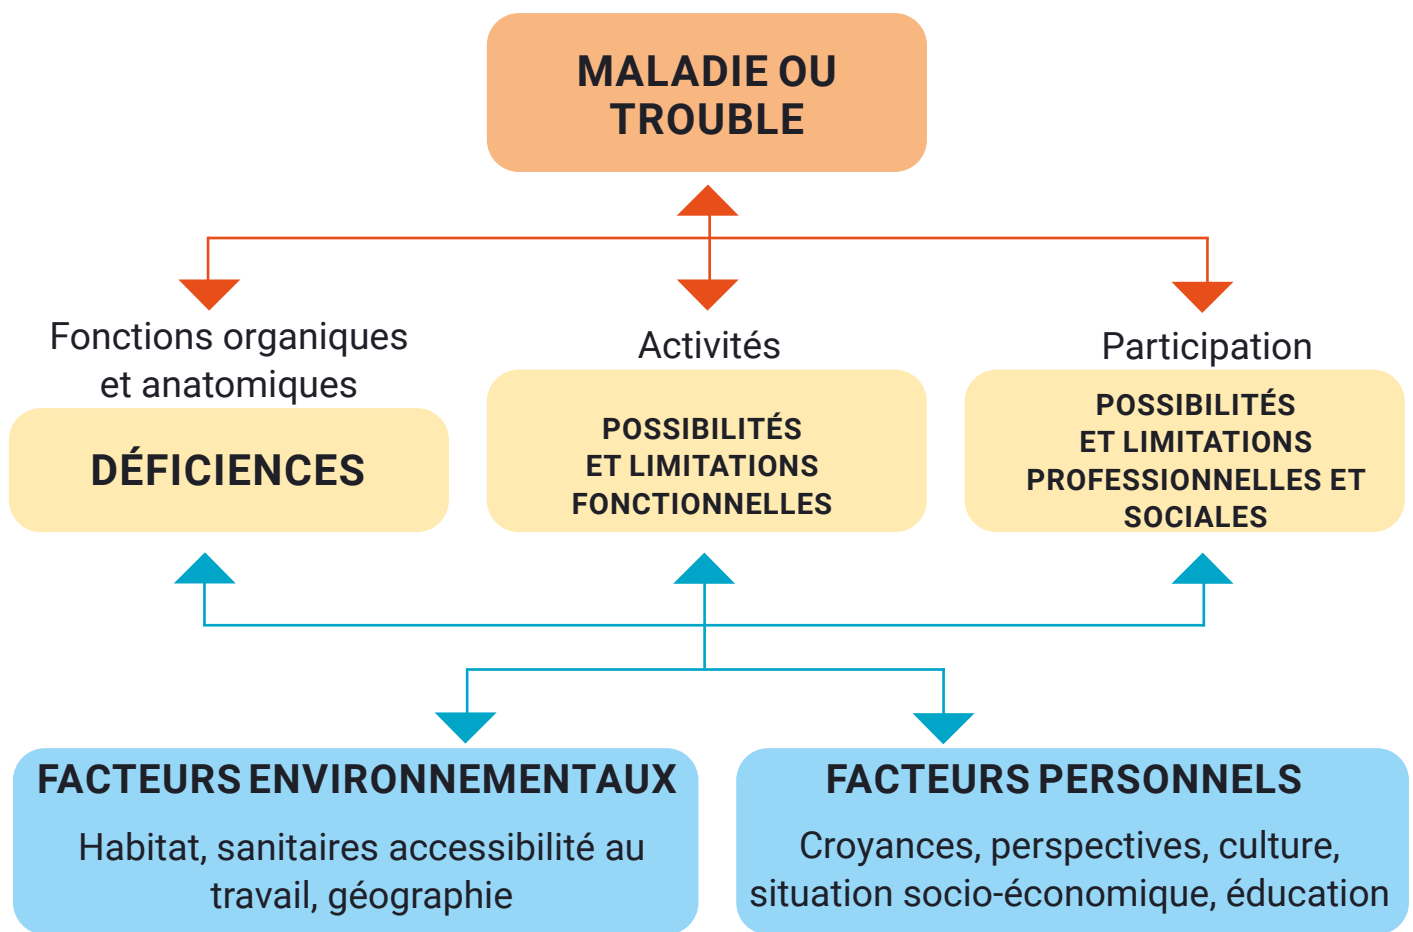 MALADIE OU
TROUBLE
Fonctions organiques
et anatomiques
DÉFICIENCES
Activités
POSSIBILITÉS
ET LIMITATIONS
FONCTIONNELLES
Participation
POSSIBILITÉS
ET LIMITATIONS
PROFESSIONNELLES ET
SOCIALES
FACTEURS ENVIRONNEMENTAUX
Habitat, sanitaires accessibilité au
travail, géographie
FACTEURS PERSONNELS
Croyances, perspectives, culture,
situation socio-économique, éducation